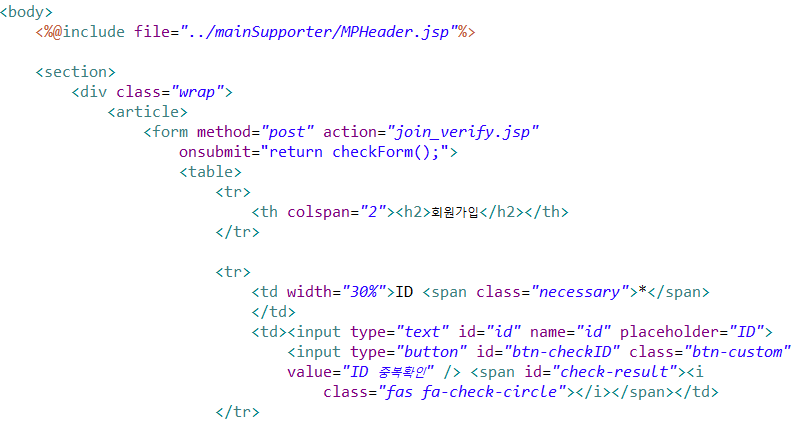 <body>
<%@include file="../mainSupporter/MPHeader.jsp"%>
<section>
<div class="wrap">
<article>
<form method="post" action="join_verify.jsp"
onsubmit="return checkForm();">
<table>
<tr>
<th colspan="2"><h2>회원가입</h2></th>
</tr>
<tr>
<td width="30%">ID <span class="necessary">*</span>
</td>
<td><input type="text" id="id" name="id" placeholder="ID">
<input type="button" id="btn-checkID" class="btn-custom"
value="ID 중복확인" /> <span id="check-result"><i
class="fas fa-check-circle"></i></span></td>
</tr>